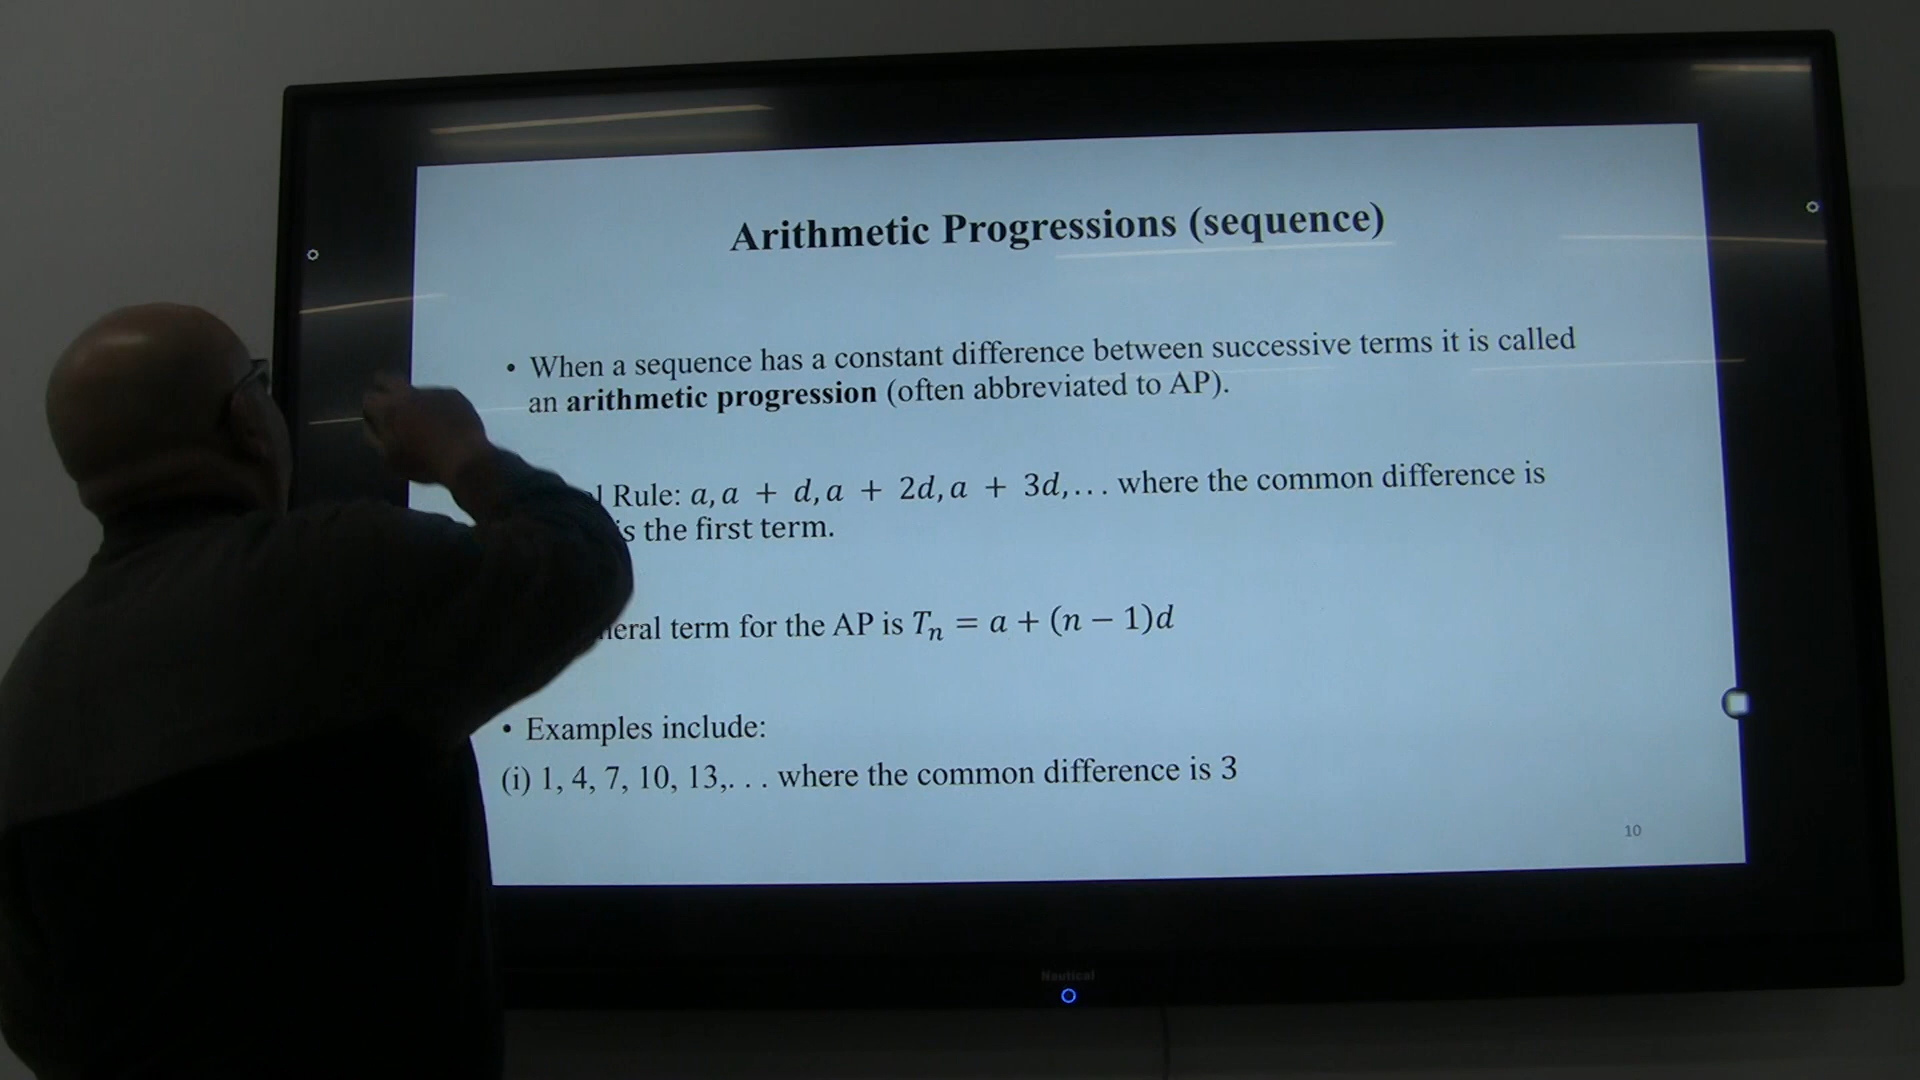 Arithmetic Progressions (sequence)
• When a sequence has a constant difference between successive terms it is called
an arithmetic progression (often abbreviated to AP).
Rule: a, a + d, a + 2d, a + 3d, . . . where the common difference is
is the first term.
term for the AP is Tₙ = a + (n − 1)d
• Examples include:
(i) 1, 4, 7, 10, 13,. . . where the common difference is 3
10